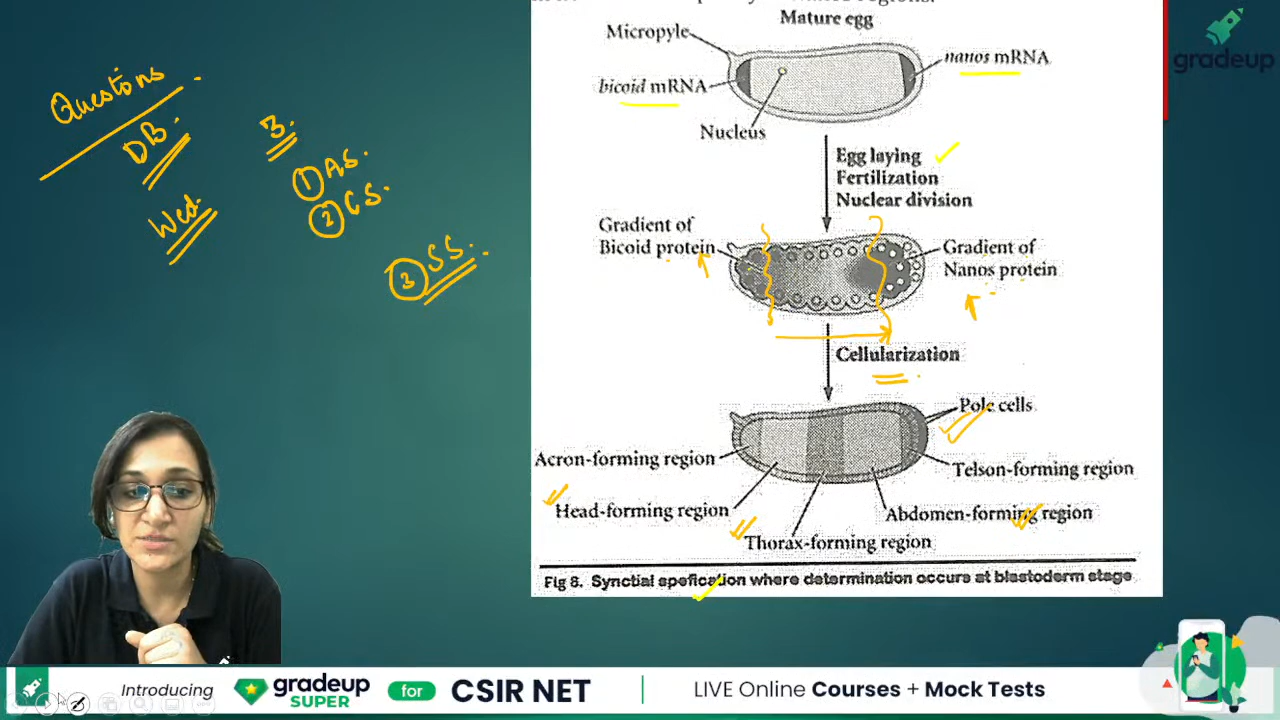 Mature egg
Micropyle
nanos mRNA
bicoid mRNA
Nucleus
Egg laying
Fertilization
Nuclear division
Gradient of
Bicoid protein
Gradient of
Nanos protein
Cellularization
Pole cells
Acron-forming region
Telson-forming region
Head-forming region
Abdomen-forming region
Thorax-forming region
Fig 8. Synctial spefication where determination occurs at blastoderm stage
Questions
DB.
Wed.
3.
① AS.
② CS.
③ SS.
gradeup
Introducing
gradeup
SUPER
for
CSIR NET
LIVE Online Courses + Mock Tests